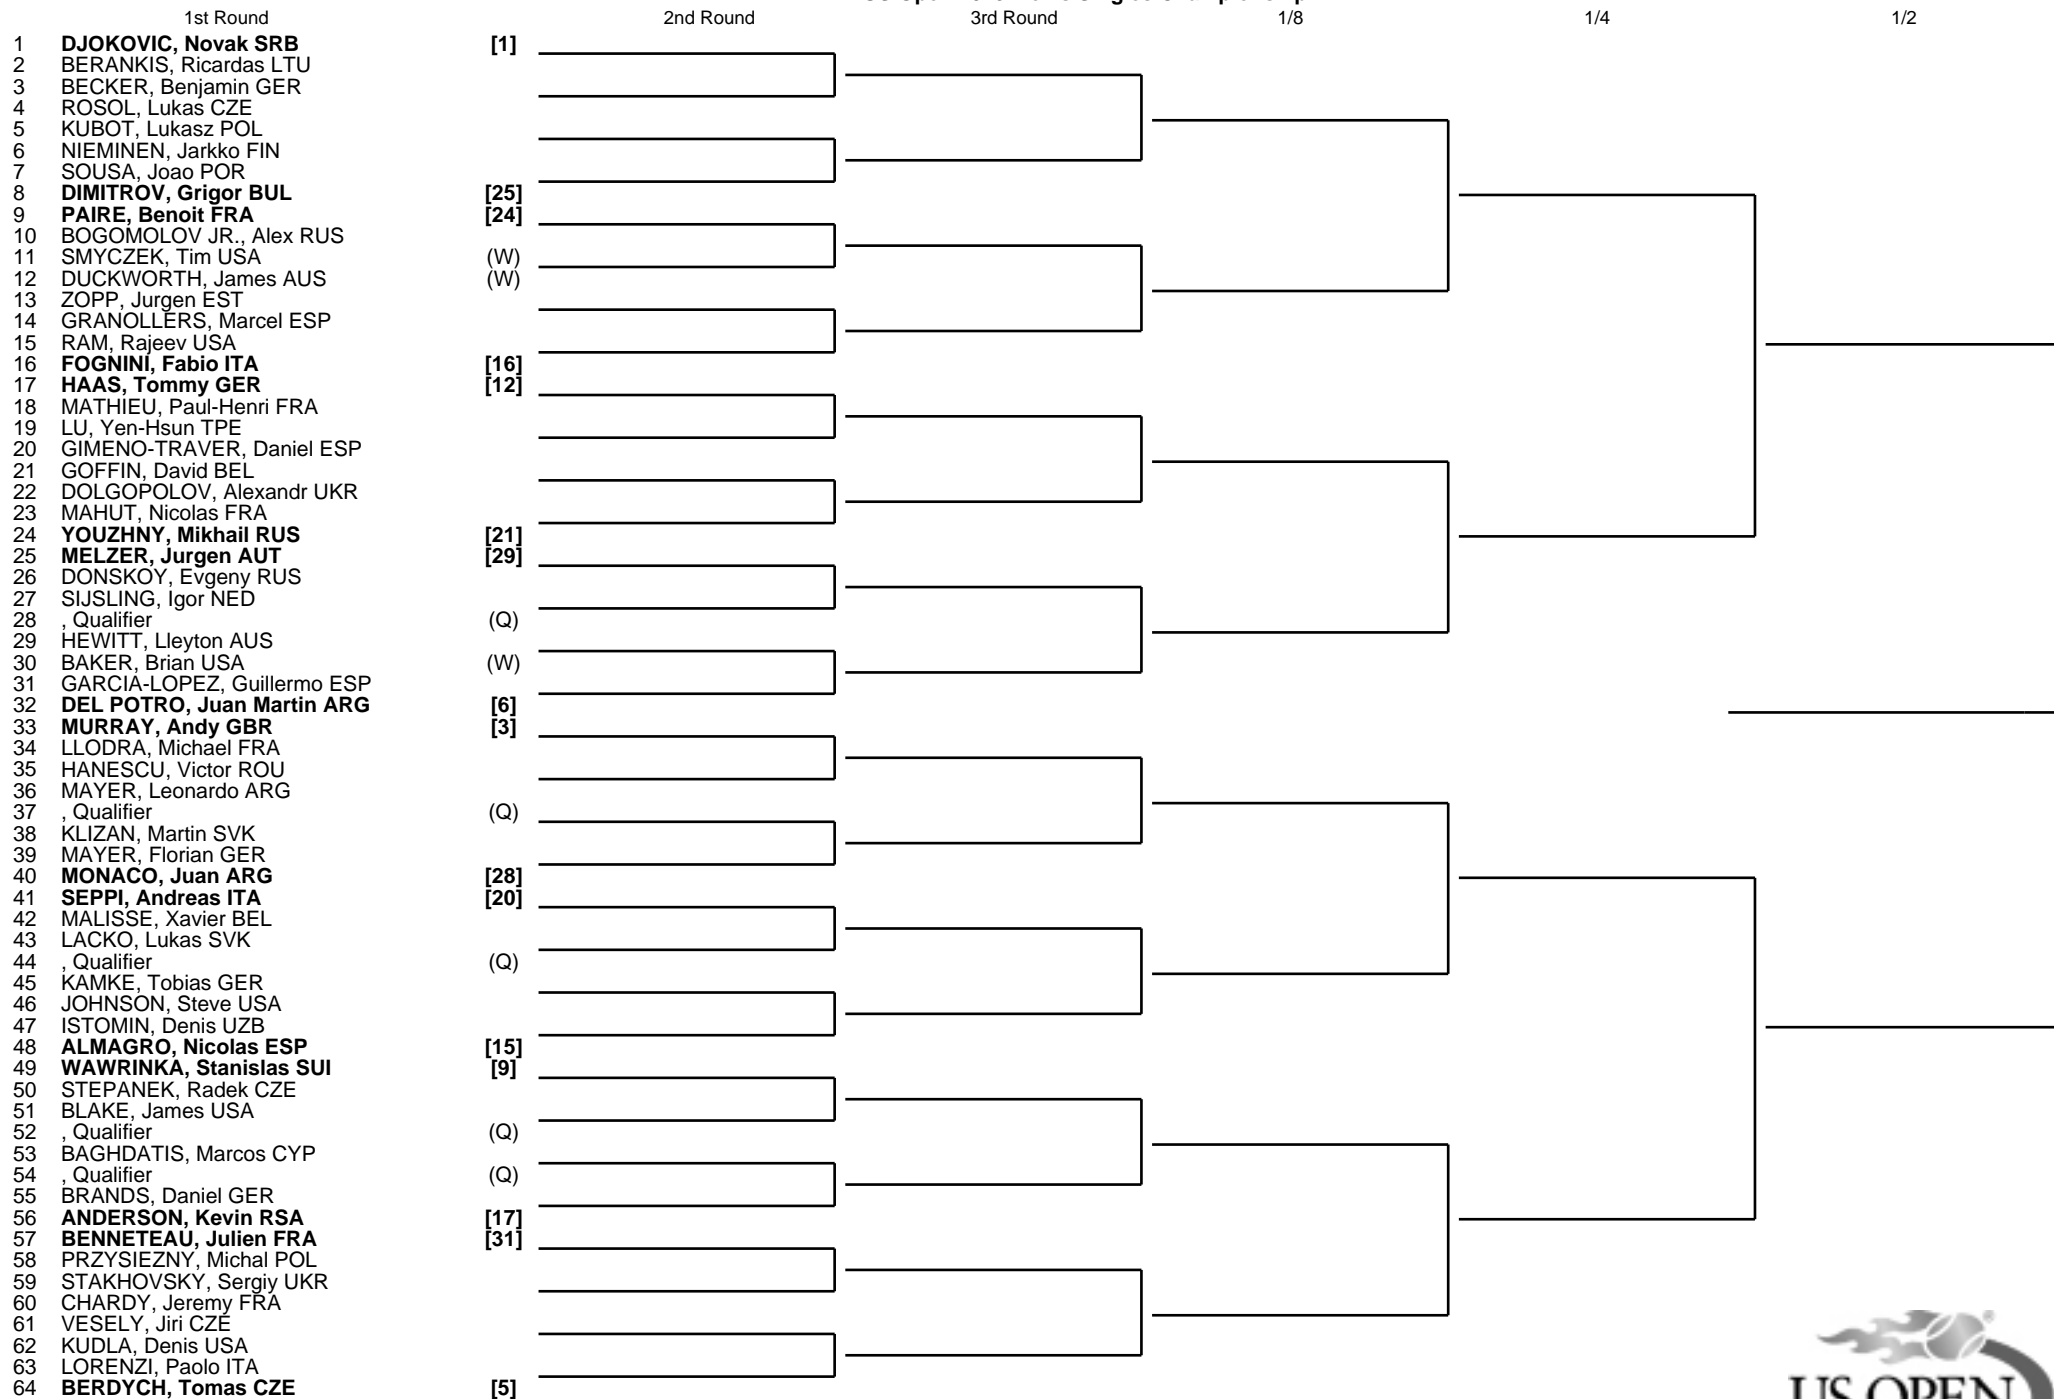 1st Round 2nd Round 3rd Round 1/8 1/4 1/2
1 DJOKOVIC, Novak SRB [1]
2 BERANKIS, Ricardas LTU
3 BECKER, Benjamin GER
4 ROSOL, Lukas CZE
5 KUBOT, Lukasz POL
6 NIEMINEN, Jarkko FIN
7 SOUSA, Joao POR
8 DIMITROV, Grigor BUL [25]
9 PAIRE, Benoit FRA [24]
10 BOGOMOLOV JR., Alex RUS
11 SMYCZEK, Tim USA (W)
12 DUCKWORTH, James AUS (W)
13 ZOPP, Jurgen EST
14 GRANOLLERS, Marcel ESP
15 RAM, Rajeev USA
16 FOGNINI, Fabio ITA [16]
17 HAAS, Tommy GER [12]
18 MATHIEU, Paul-Henri FRA
19 LU, Yen-Hsun TPE
20 GIMENO-TRAVER, Daniel ESP
21 GOFFIN, David BEL
22 DOLGOPOLOV, Alexandr UKR
23 MAHUT, Nicolas FRA
24 YOUZHNY, Mikhail RUS [21]
25 MELZER, Jurgen AUT [29]
26 DONSKOY, Evgeny RUS
27 SIJSLING, Igor NED
28 , Qualifier (Q)
29 HEWITT, Lleyton AUS
30 BAKER, Brian USA (W)
31 GARCIA-LOPEZ, Guillermo ESP
32 DEL POTRO, Juan Martin ARG [6]
33 MURRAY, Andy GBR [3]
34 LLODRA, Michael FRA
35 HANESCU, Victor ROU
36 MAYER, Leonardo ARG
37 , Qualifier (Q)
38 KLIZAN, Martin SVK
39 MAYER, Florian GER
40 MONACO, Juan ARG [28]
41 SEPPI, Andreas ITA [20]
42 MALISSE, Xavier BEL
43 LACKO, Lukas SVK
44 , Qualifier (Q)
45 KAMKE, Tobias GER
46 JOHNSON, Steve USA
47 ISTOMIN, Denis UZB
48 ALMAGRO, Nicolas ESP [15]
49 WAWRINKA, Stanislas SUI [9]
50 STEPANEK, Radek CZE
51 BLAKE, James USA
52 , Qualifier (Q)
53 BAGHDATIS, Marcos CYP
54 , Qualifier (Q)
55 BRANDS, Daniel GER
56 ANDERSON, Kevin RSA [17]
57 BENNETEAU, Julien FRA [31]
58 PRZYSIEZNY, Michal POL
59 STAKHOVSKY, Sergiy UKR
60 CHARDY, Jeremy FRA
61 VESELY, Jiri CZE
62 KUDLA, Denis USA
63 LORENZI, Paolo ITA
64 BERDYCH, Tomas CZE [5]
US OPEN